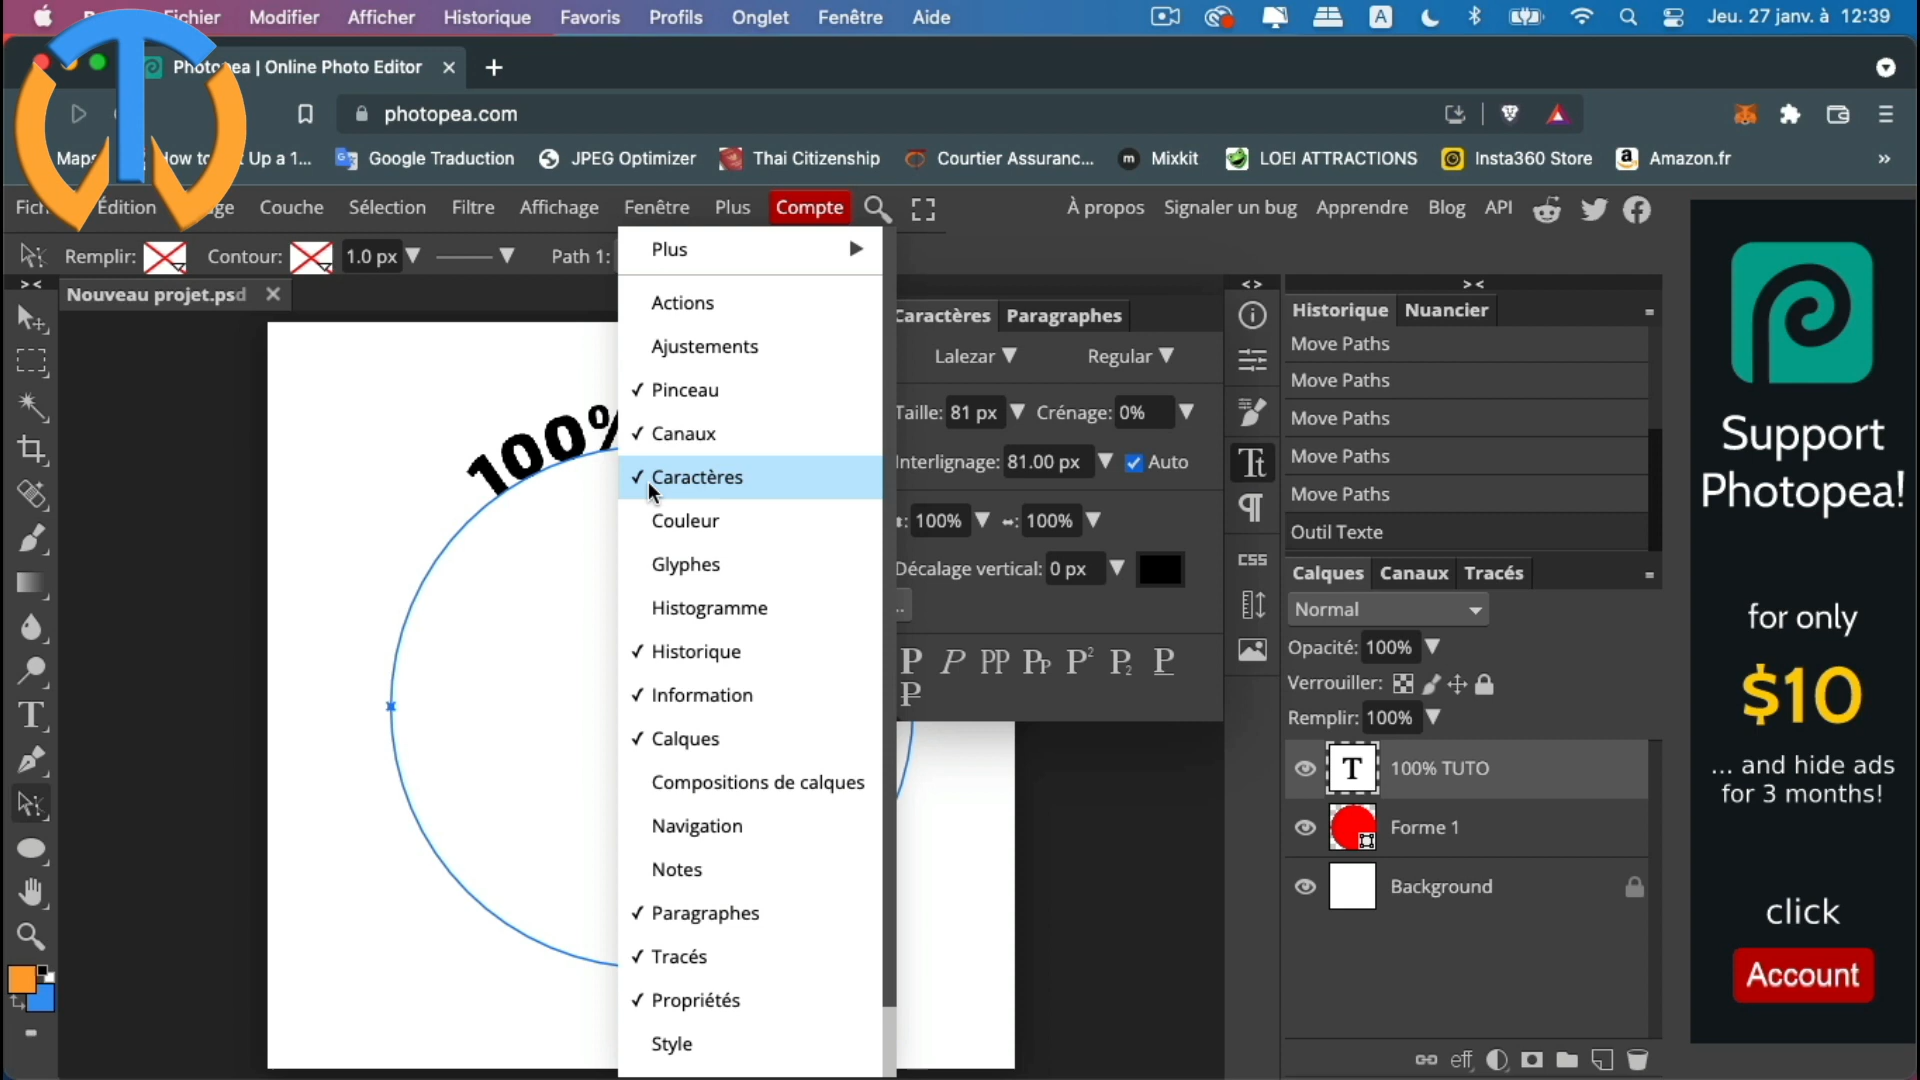 Fichier Modifier Afficher Historique Favoris Profils Onglet Fenêtre Aide A Jeu. 27 janv. à 12:39
Photopea | Online Photo Editor
photopea.com
Maps How to Up a 1... Google Traduction JPEG Optimizer Thai Citizenship Courtier Assuranc... m Mixkit LOEI ATTRACTIONS Insta360 Store Amazon.fr »
Édition Couche Sélection Filtre Affichage Fenêtre Plus Compte À propos Signaler un bug Apprendre Blog API
Remplir: Contour: 1.0 px Path 1:
Nouveau projet.psd
100%
Plus
Actions
Ajustements
✓ Pinceau
✓ Canaux
✓ Caractères
Couleur
Glyphes
Histogramme
✓ Historique
✓ Information
✓ Calques
Compositions de calques
Navigation
Notes
✓ Paragraphes
✓ Tracés
✓ Propriétés
Style
Caractères Paragraphes
Lalezar Regular
Taille: 81 px Crénage: 0%
Interlignage: 81.00 px Auto
100% 100%
Décalage vertical: 0 px
...
P P PP PP P² P₂ P
P
CSS
Historique Nuancier
Move Paths
Move Paths
Move Paths
Move Paths
Move Paths
Outil Texte
Calques Canaux Tracés
Normal
Opacité: 100%
Verrouiller:
Remplir: 100%
T 100% TUTO
Forme 1
Background
eff
Support
Photopea!
for only
$10
... and hide ads
for 3 months!
click
Account